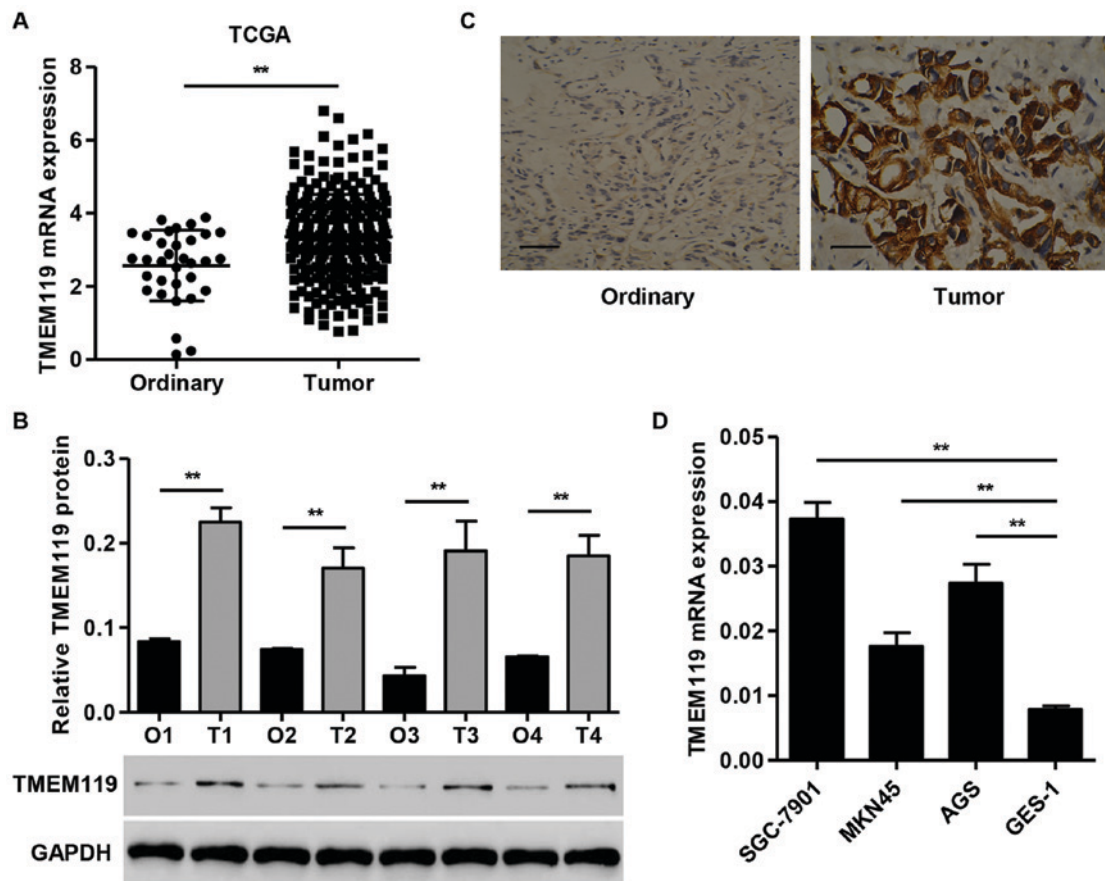 A
TCGA
**
TMEM119 mRNA expression
8
6
4
2
0
Ordinary Tumor
C
Ordinary Tumor
B
Relative TMEM119 protein
0.3
0.2
0.1
0.0
** ** ** **
O1 T1 O2 T2 O3 T3 O4 T4
TMEM119
GAPDH
D
TMEM119 mRNA expression
0.05
0.04
0.03
0.02
0.01
0.00
**
**
**
SGC-7901 MKN45 AGS GES-1